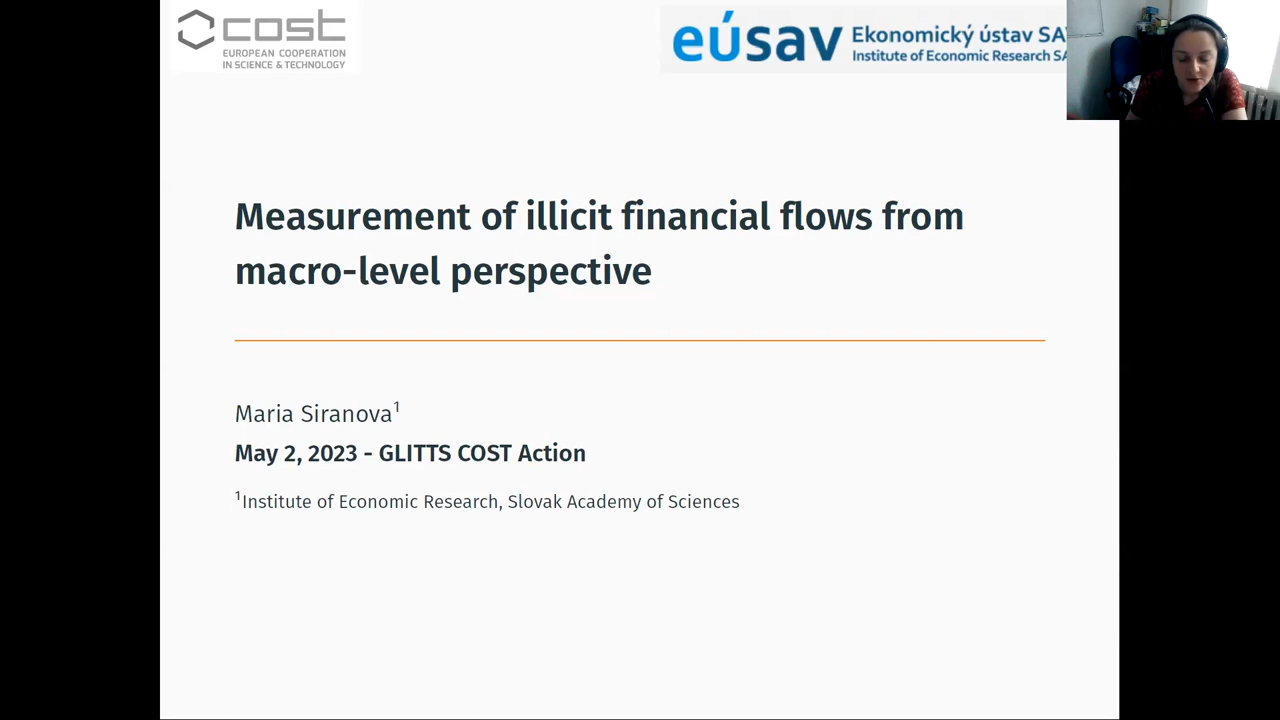 cost
EUROPEAN COOPERATION
IN SCIENCE & TECHNOLOGY
eúsav
Ekonomický ústav SA
Institute of Economic Research SA
Measurement of illicit financial flows from
macro-level perspective
Maria Siranova¹
May 2, 2023 - GLITTS COST Action
¹Institute of Economic Research, Slovak Academy of Sciences